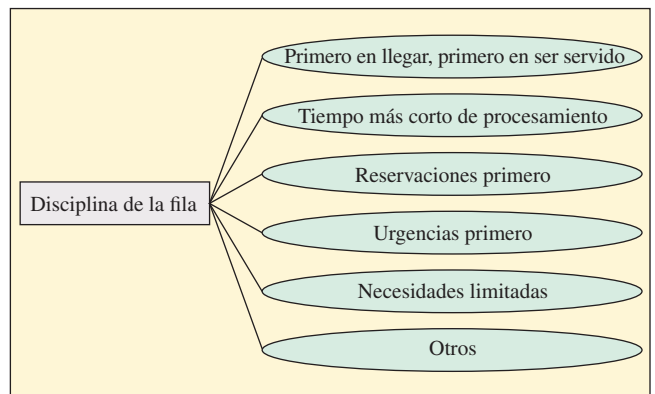 Disciplina de la fila
Primero en llegar, primero en ser servido
Tiempo más corto de procesamiento
Reservaciones primero
Urgencias primero
Necesidades limitadas
Otros